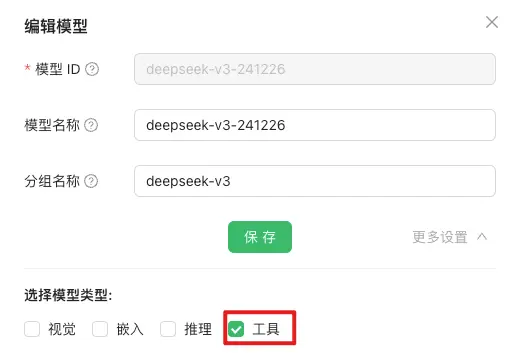 编辑模型
* 模型 ID
deepseek-v3-241226
模型名称
deepseek-v3-241226
分组名称
deepseek-v3
保存
更多设置
选择模型类型:
视觉 嵌入 推理 工具